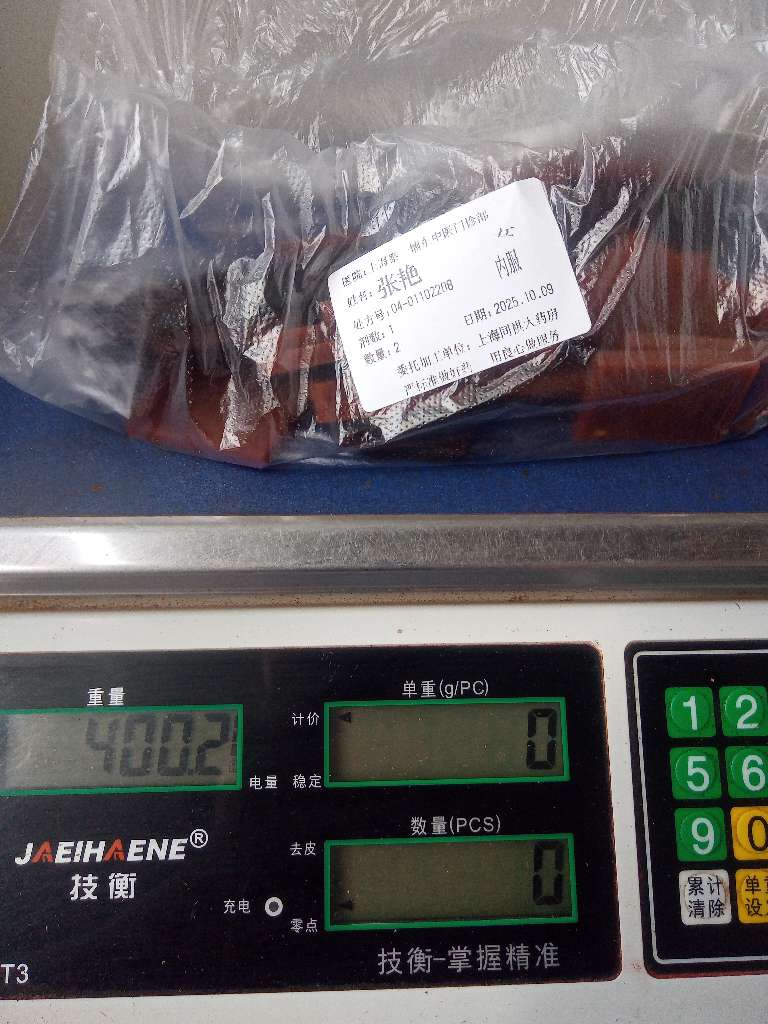 内服
姓名：张艳
处方号：04-01102208
日期：2025.10.09
剂数：1
数量：2
委托加工单位：上海同琪大药房
严标准做好药 用良心做服务
重量
400.2
电量
单重(g/PC)
计价
稳定
0
数量(PCS)
去皮
零点
0
充电
JAEIHAENE®
技衡
技衡-掌握精准
T3
1
2
5
6
9
0
累计
清除